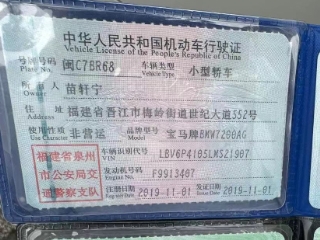 中华人民共和国机动车行驶证
Vehicle License of the People's Republic of China
号牌号码 闽C7BR68 车辆类型 小型轿车
Plate No. Vehicle Type
所有人 苗轩宁
Owner
住址 福建省晋江市梅岭街道世纪大道352号
Address
使用性质 非营运 品牌型号 宝马牌BMW7200AG
Use Character Model
福建省泉州
市公安局交
通警察支队
车辆识别代号 LBV6P4105LMS21907
VIN
发动机号码 F9913467
Engine No.
注册日期 2019-11-01 发证日期 2019-11-01
Register Date Issue Date